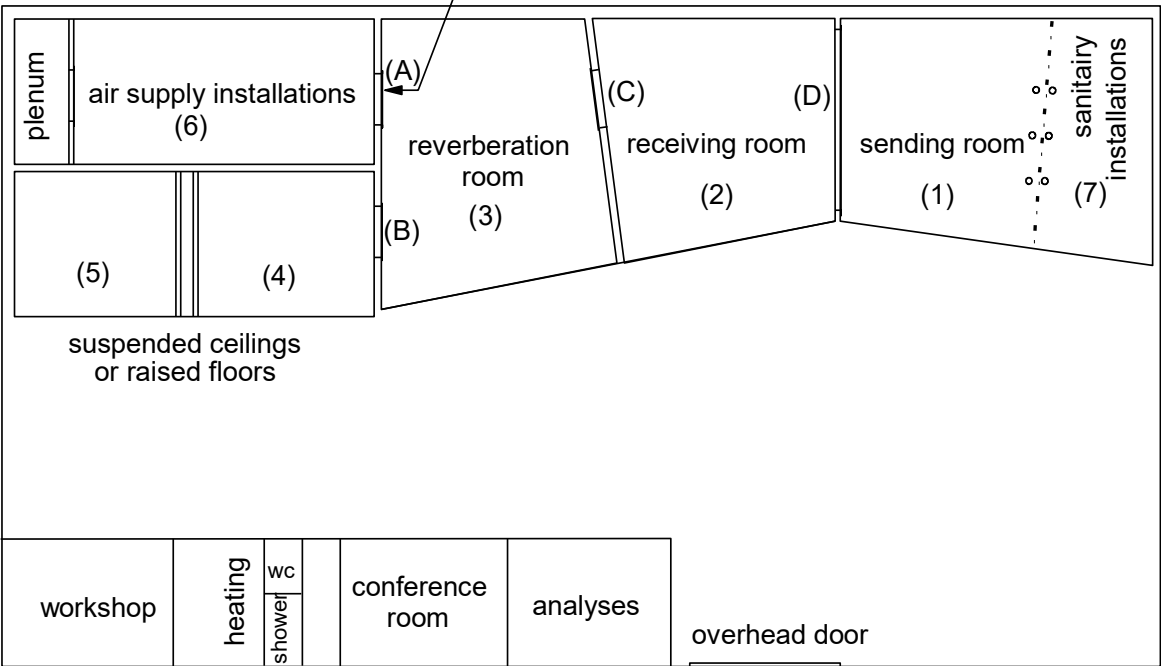 plenum
air supply installations
(6)
(A)
reverberation
room
(3)
(B)
(C)
receiving room
(2)
(D)
sending room
(1)
sanitairy
installations
(7)
(5)
(4)
suspended ceilings
or raised floors
workshop
heating
wc
shower
conference
room
analyses
overhead door